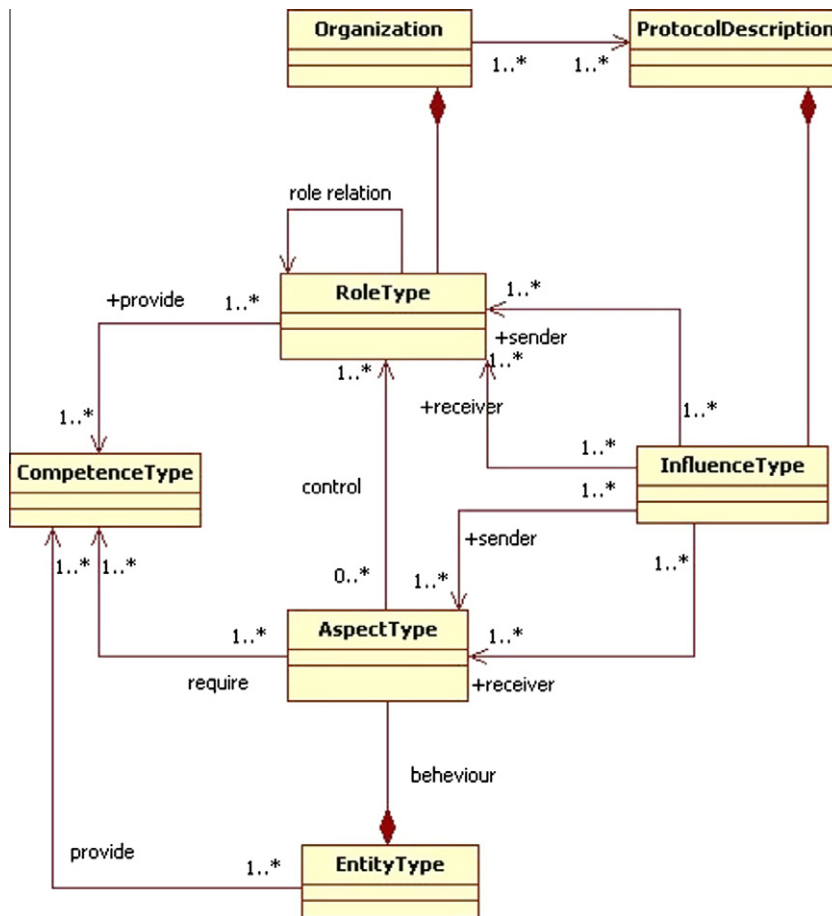 Organization
ProtocolDescription
1..*
1..*
role relation
RoleType
+provide
1..*
1..*
+sender
1..*
1..*
+receiver
1..*
1..*
1..*
CompetenceType
InfluenceType
control
1..*
+sender
1..*
1..*
1..*
0..*
1..*
1..*
AspectType
1..*
require
+receiver
beheviour
provide
1..*
EntityType